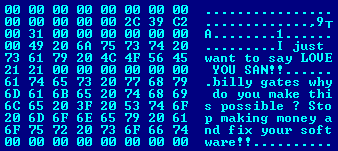 00 00 00 00 00 00 00 00 ................
00 00 00 00 00 2C 39 C2 .............,9┬
00 31 00 00 00 00 00 00 A.......1.......
00 49 20 6A 75 73 74 20 .........I just
73 61 79 20 4C 4F 56 45 want to say LOVE
21 21 00 00 00 00 00 00 YOU SAN!!......
61 74 65 73 20 77 68 79 .billy gates why
6D 61 6B 65 20 74 68 69 do you make thi
6C 65 20 3F 20 53 74 6F s possible ? Sto
20 6D 6F 6E 65 79 20 61 p making money a
6F 75 72 20 73 6F 66 74 nd fix your soft
00 00 00 00 00 00 00 00 ware!!..........